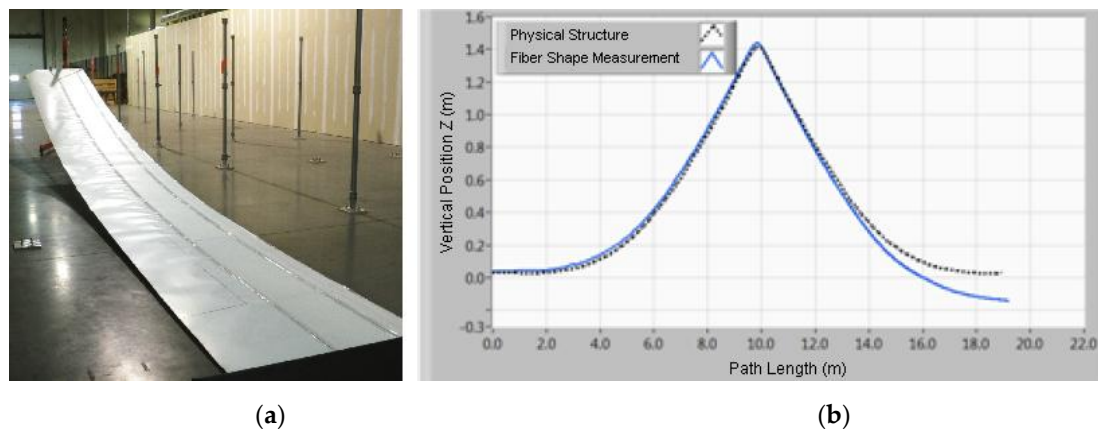 Physical Structure
Fiber Shape Measurement
Vertical Position Z (m)
1.6
1.4
1.2
1.0
0.8
0.6
0.4
0.2
0.0
-0.3
0.0 2.0 4.0 6.0 8.0 10.0 12.0 14.0 16.0 18.0 20.0 22.0
Path Length (m)
(a) (b)